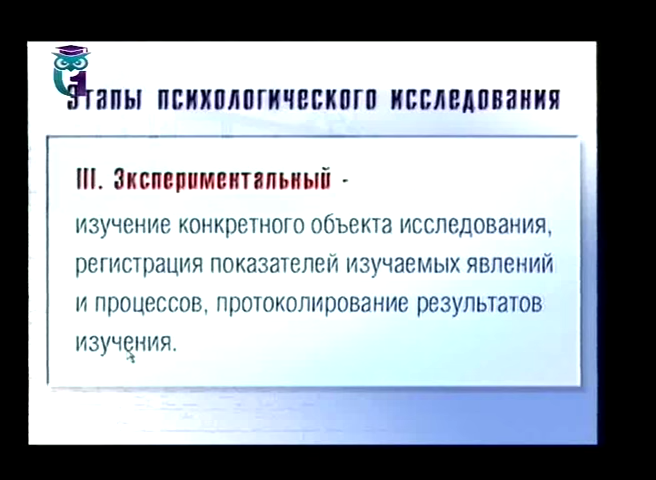 Этапы психологического исследования
III. Экспериментальный -
изучение конкретного объекта исследования,
регистрация показателей изучаемых явлений
и процессов, протоколирование результатов
изучения.